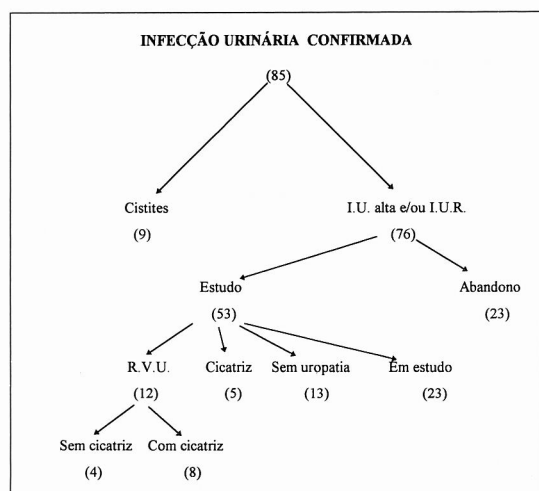 INFECÇÃO URINÁRIA CONFIRMADA
(85)
Cistites I.U. alta e/ou I.U.R.
(9) (76)
Estudo Abandono
(53) (23)
R.V.U. Cicatriz Sem uropatia Em estudo
(12) (5) (13) (23)
Sem cicatriz Com cicatriz
(4) (8)